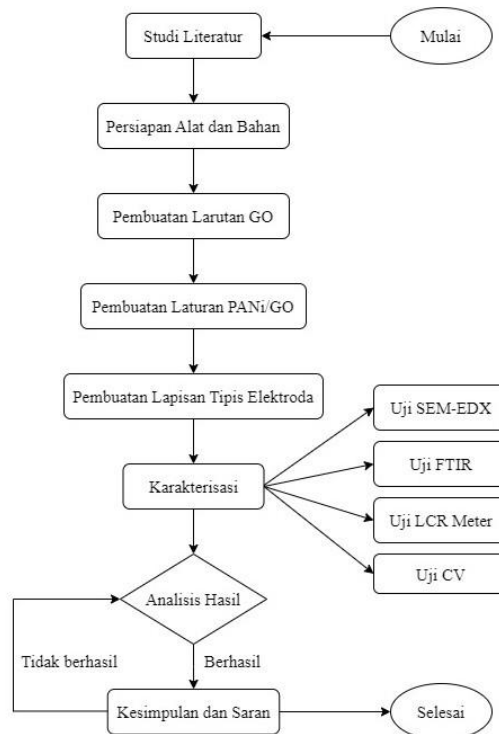 Studi Literatur
Mulai
Persiapan Alat dan Bahan
Pembuatan Larutan GO
Pembuatan Laturan PANi/GO
Pembuatan Lapisan Tipis Elektroda
Uji SEM-EDX
Uji FTIR
Karakterisasi
Uji LCR Meter
Uji CV
Analisis Hasil
Tidak berhasil
Berhasil
Kesimpulan dan Saran
Selesai